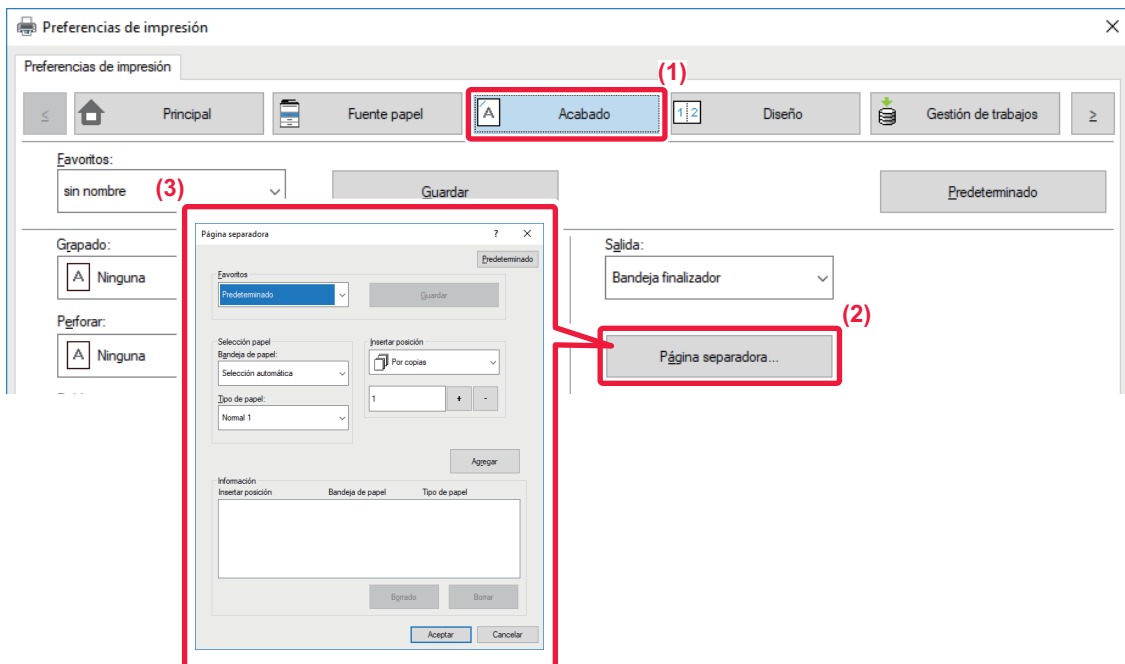 Preferencias de impresión
Preferencias de impresión
(1)
≤ Principal Fuente papel A Acabado 1 2 Diseño Gestión de trabajos ≥
Favoritos:
sin nombre (3) Guardar Predeterminado
Grapado:
A Ninguna
Perforar:
A Ninguna
Página separadora ?
Predeterminado
Favoritos
Predeterminado Guardar
Selección papel
Bandeja de papel:
Selección automática
Tipo de papel:
Normal 1
Insertar posición
Por copias
1 + -
Agregar
Información
Insertar posición Bandeja de papel Tipo de papel
Borrado Borrar
Aceptar Cancelar
Salida:
Bandeja finalizador
(2)
Página separadora...